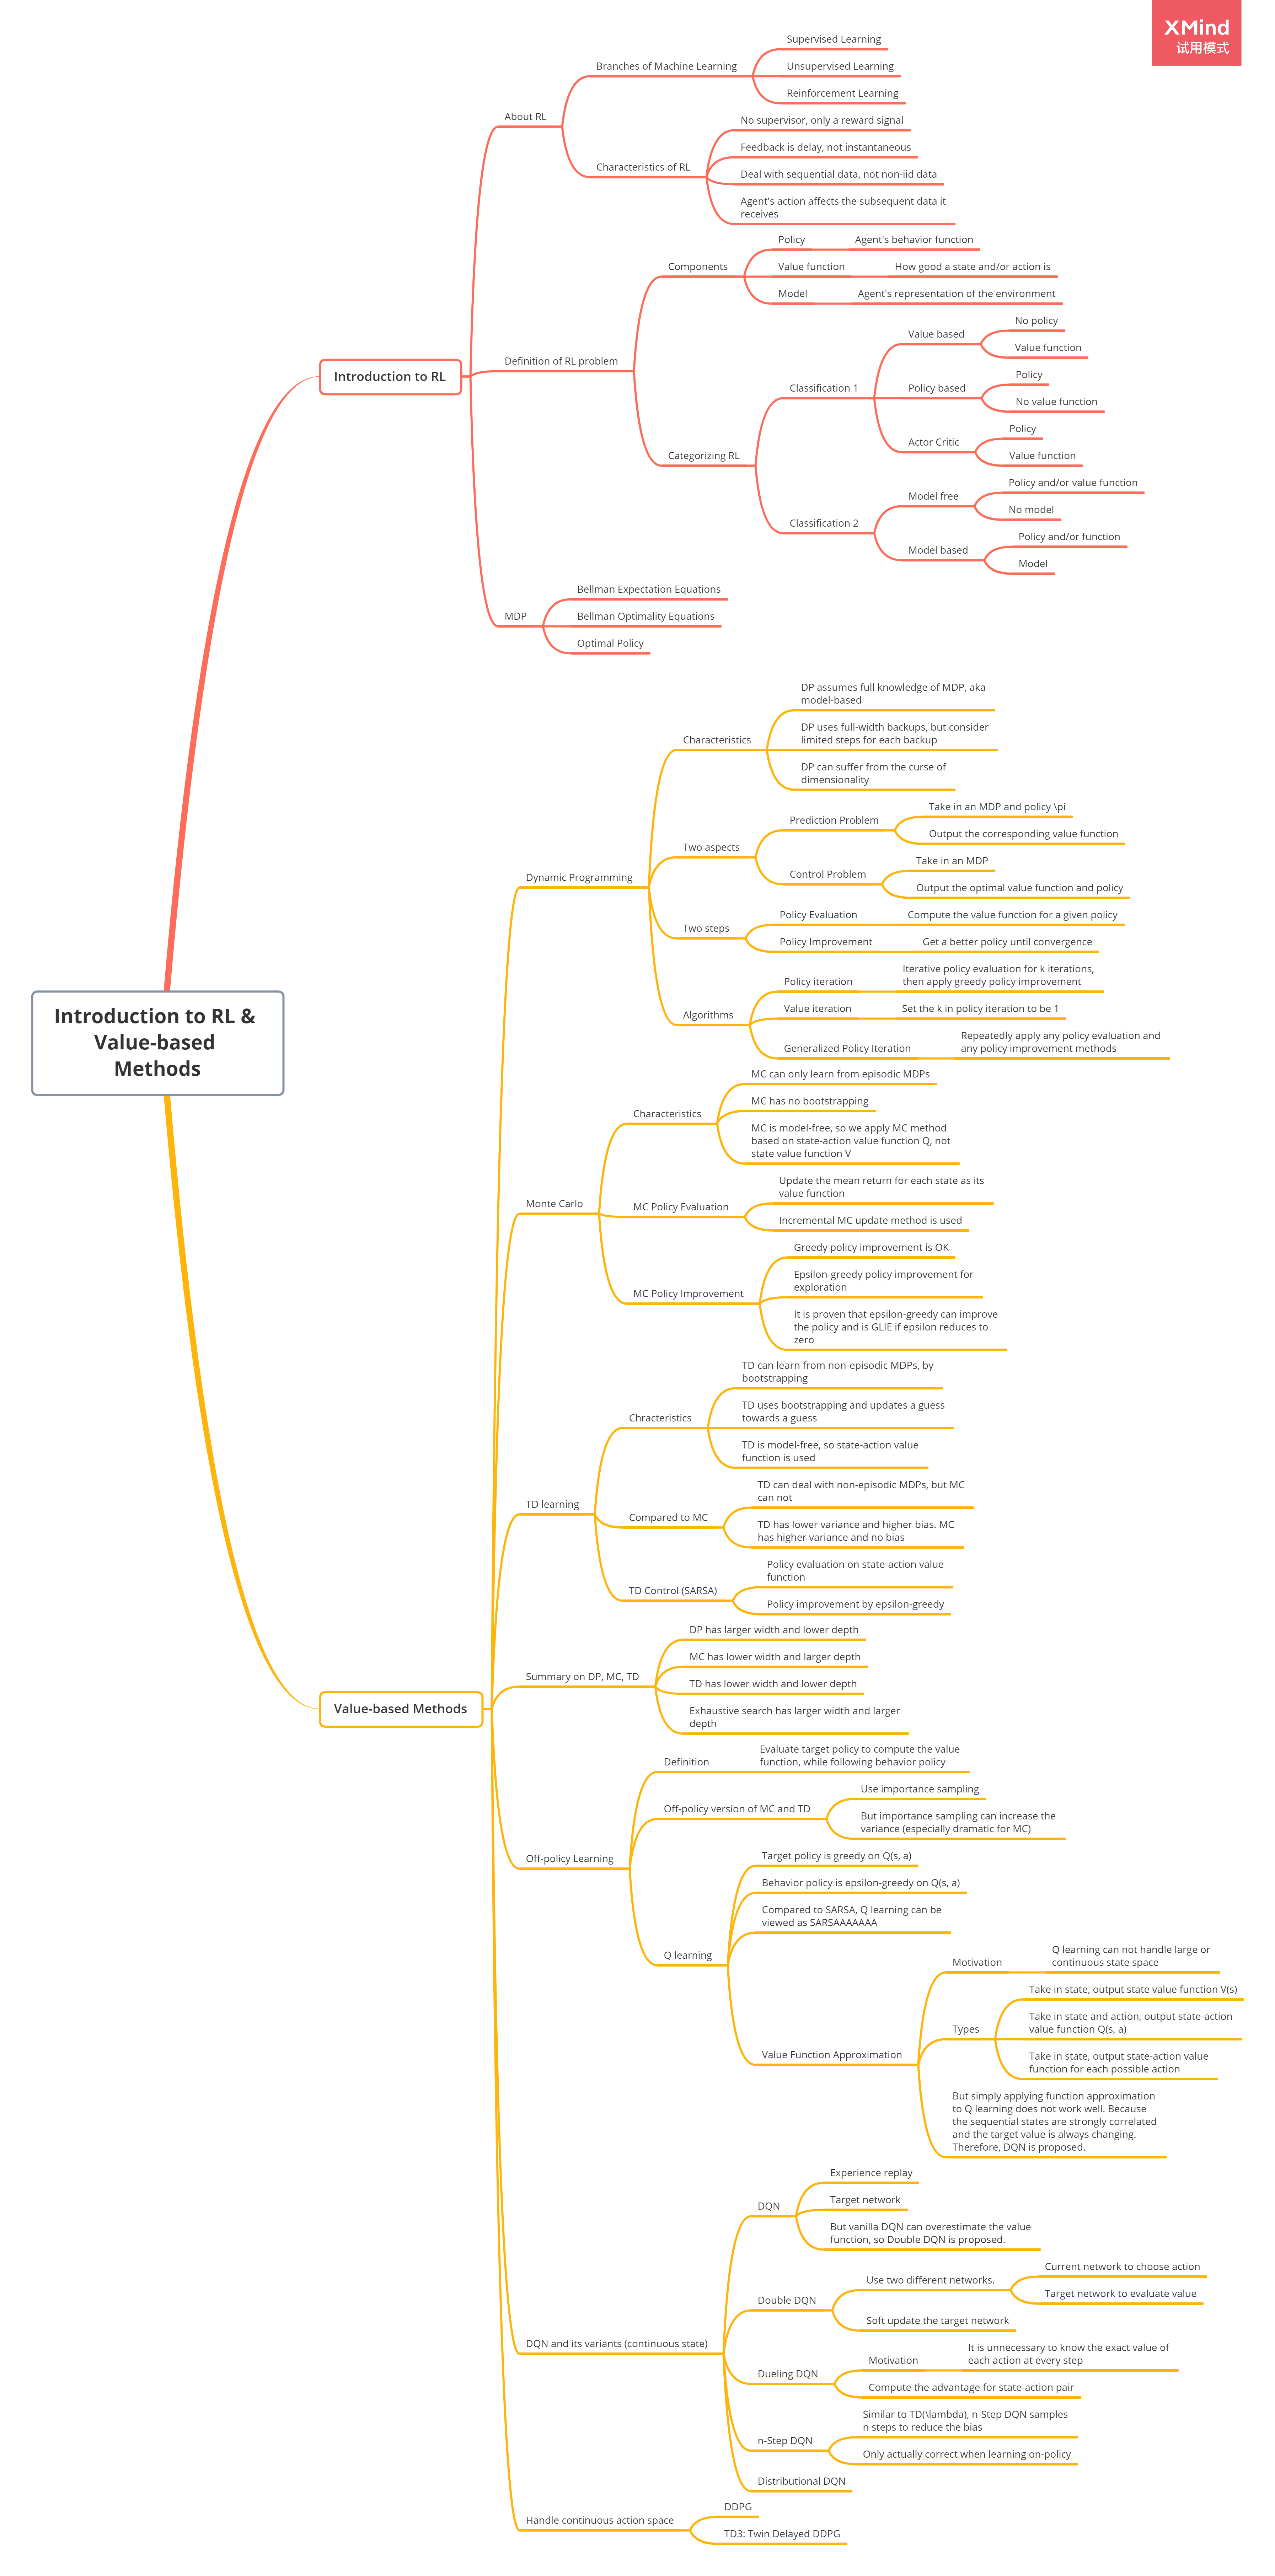 XMind
试用模式
Introduction to RL &
Value-based
Methods
Introduction to RL
About RL
Branches of Machine Learning
Supervised Learning
Unsupervised Learning
Reinforcement Learning
Characteristics of RL
No supervisor, only a reward signal
Feedback is delay, not instantaneous
Deal with sequential data, not non-iid data
Agent's action affects the subsequent data it
receives
Definition of RL problem
Components
Policy
Agent's behavior function
Value function
How good a state and/or action is
Model
Agent's representation of the environment
Categorizing RL
Classification 1
Value based
No policy
Value function
Policy based
Policy
No value function
Actor Critic
Policy
Value function
Classification 2
Model free
Policy and/or value function
No model
Model based
Policy and/or function
Model
MDP
Bellman Expectation Equations
Bellman Optimality Equations
Optimal Policy
Value-based Methods
Dynamic Programming
Characteristics
DP assumes full knowledge of MDP, aka
model-based
DP uses full-width backups, but consider
limited steps for each backup
DP can suffer from the curse of
dimensionality
Two aspects
Prediction Problem
Take in an MDP and policy \pi
Output the corresponding value function
Control Problem
Take in an MDP
Output the optimal value function and policy
Two steps
Policy Evaluation
Compute the value function for a given policy
Policy Improvement
Get a better policy until convergence
Algorithms
Policy iteration
Iterative policy evaluation for k iterations,
then apply greedy policy improvement
Value iteration
Set the k in policy iteration to be 1
Generalized Policy Iteration
Repeatedly apply any policy evaluation and
any policy improvement methods
Monte Carlo
Characteristics
MC can only learn from episodic MDPs
MC has no bootstrapping
MC is model-free, so we apply MC method
based on state-action value function Q, not
state value function V
MC Policy Evaluation
Update the mean return for each state as its
value function
Incremental MC update method is used
MC Policy Improvement
Greedy policy improvement is OK
Epsilon-greedy policy improvement for
exploration
It is proven that epsilon-greedy can improve
the policy and is GLIE if epsilon reduces to
zero
TD learning
Chracteristics
TD can learn from non-episodic MDPs, by
bootstrapping
TD uses bootstrapping and updates a guess
towards a guess
TD is model-free, so state-action value
function is used
Compared to MC
TD can deal with non-episodic MDPs, but MC
can not
TD has lower variance and higher bias. MC
has higher variance and no bias
TD Control (SARSA)
Policy evaluation on state-action value
function
Policy improvement by epsilon-greedy
Summary on DP, MC, TD
DP has larger width and lower depth
MC has lower width and larger depth
TD has lower width and lower depth
Exhaustive search has larger width and larger
depth
Off-policy Learning
Definition
Evaluate target policy to compute the value
function, while following behavior policy
Off-policy version of MC and TD
Use importance sampling
But importance sampling can increase the
variance (especially dramatic for MC)
Q learning
Target policy is greedy on Q(s, a)
Behavior policy is epsilon-greedy on Q(s, a)
Compared to SARSA, Q learning can be
viewed as SARSAAAAAAA
Value Function Approximation
Motivation
Q learning can not handle large or
continuous state space
Types
Take in state, output state value function V(s)
Take in state and action, output state-action
value function Q(s, a)
Take in state, output state-action value
function for each possible action
But simply applying function approximation
to Q learning does not work well. Because
the sequential states are strongly correlated
and the target value is always changing.
Therefore, DQN is proposed.
DQN and its variants (continuous state)
DQN
Experience replay
Target network
But vanilla DQN can overestimate the value
function, so Double DQN is proposed.
Double DQN
Use two different networks.
Current network to choose action
Target network to evaluate value
Soft update the target network
Dueling DQN
Motivation
It is unnecessary to know the exact value of
each action at every step
Compute the advantage for state-action pair
n-Step DQN
Similar to TD(\lambda), n-Step DQN samples
n steps to reduce the bias
Only actually correct when learning on-policy
Distributional DQN
Handle continuous action space
DDPG
TD3: Twin Delayed DDPG